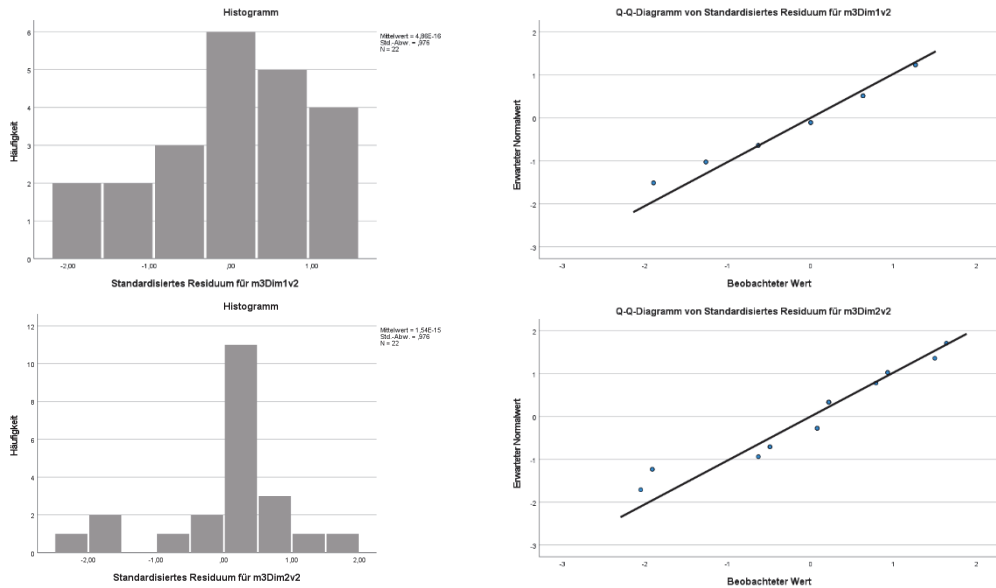 Histogramm
Mittelwert = 4,86E-16
Std.-Abw. = ,976
N = 22
Häufigkeit
6
5
4
3
2
1
0
-2,00 -1,00 ,00 1,00
Standardisiertes Residuum für m3Dim1v2
Q-Q-Diagramm von Standardisiertes Residuum für m3Dim1v2
Erwarteter Normalwert
2
1
0
-1
-2
-3
-3 -2 -1 0 1 2
Beobachteter Wert
Histogramm
Mittelwert = 1,54E-15
Std.-Abw. = ,976
N = 22
Häufigkeit
12
10
8
6
4
2
0
-2,00 -1,00 ,00 1,00 2,00
Standardisiertes Residuum für m3Dim2v2
Q-Q-Diagramm von Standardisiertes Residuum für m3Dim2v2
Erwarteter Normalwert
2
1
0
-1
-2
-3
-3 -2 -1 0 1 2
Beobachteter Wert